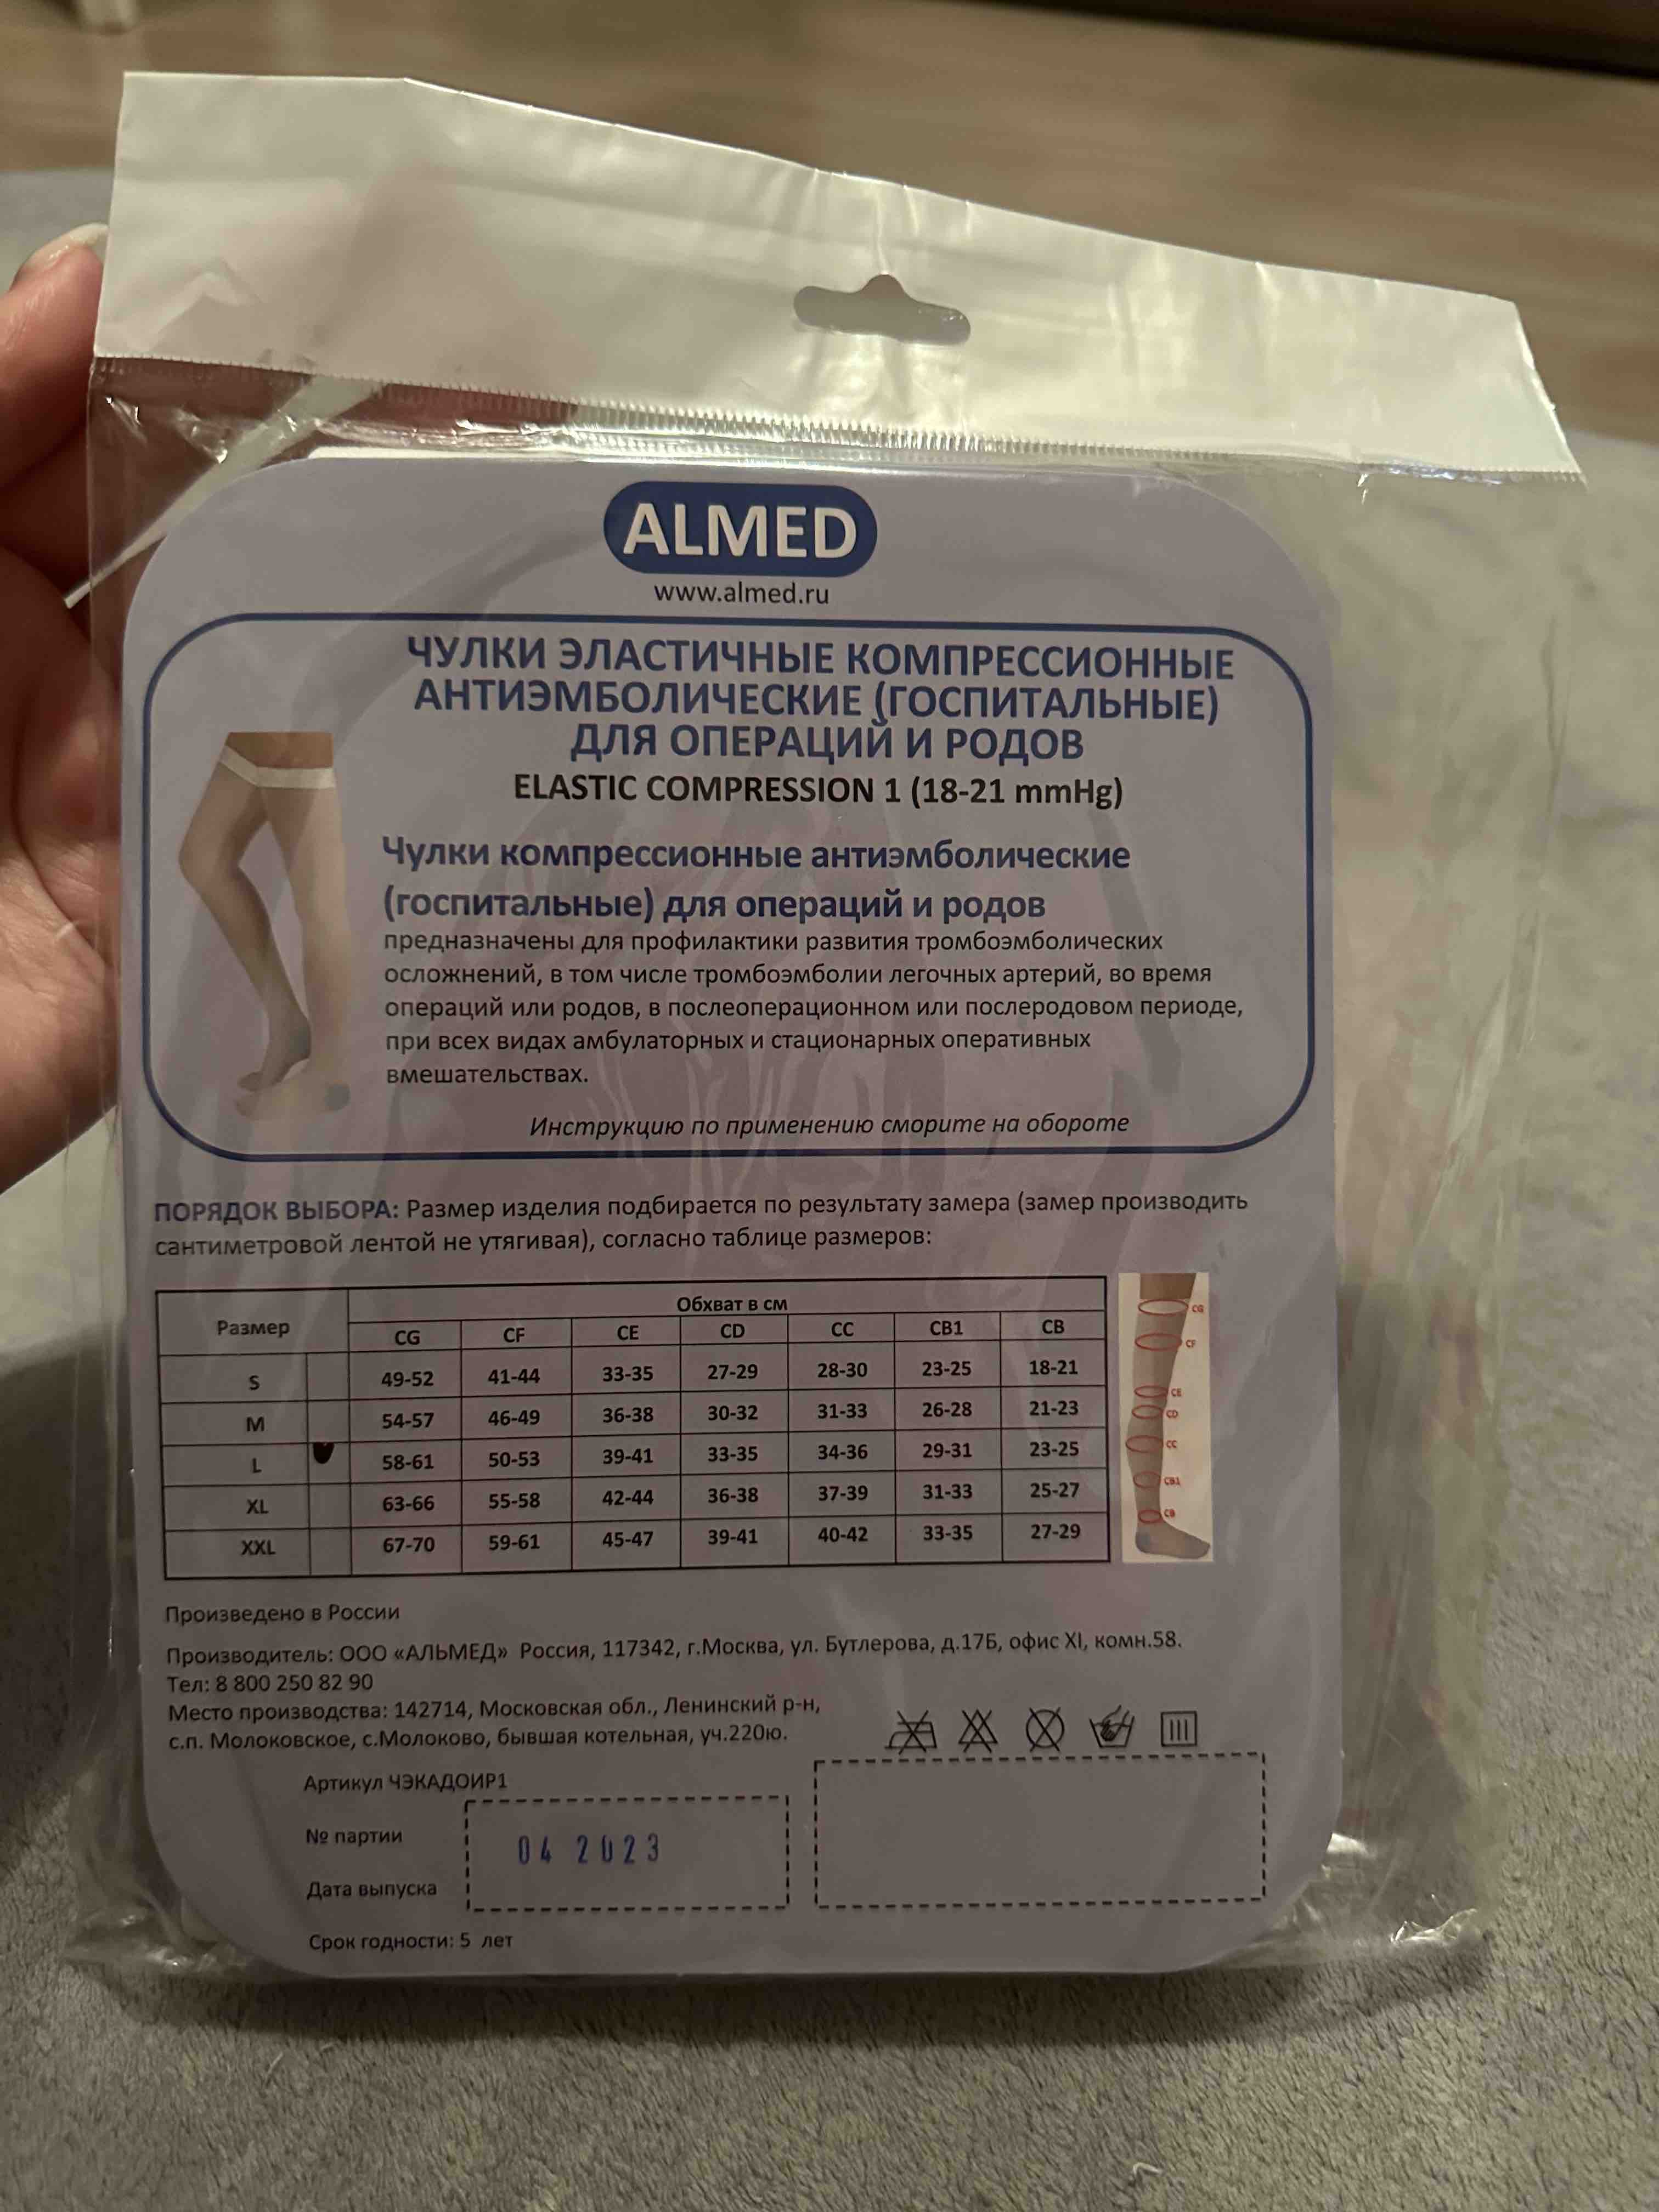 ALMED
www.almed.ru
ЧУЛКИ ЭЛАСТИЧНЫЕ КОМПРЕССИОННЫЕ
АНТИЭМБОЛИЧЕСКИЕ (ГОСПИТАЛЬНЫЕ)
ДЛЯ ОПЕРАЦИЙ И РОДОВ
ELASTIC COMPRESSION 1 (18-21 mmHg)
Чулки компрессионные антиэмболические
(госпитальные) для операций и родов
предназначены для профилактики развития тромбоэмболических
осложнений, в том числе тромбоэмболии легочных артерий, во время
операций или родов, в послеоперационном или послеродовом периоде,
при всех видах амбулаторных и стационарных оперативных
вмешательствах.
Инструкцию по применению сморите на обороте
ПОРЯДОК ВЫБОРА: Размер изделия подбирается по результату замера (замер производить
сантиметровой лентой не утягивая), согласно таблице размеров:
Размер Обхват в см
CG CF CE CD CC CB1 CB
S 49-52 41-44 33-35 27-29 28-30 23-25 18-21
M 54-57 46-49 36-38 30-32 31-33 26-28 21-23
L 58-61 50-53 39-41 33-35 34-36 29-31 23-25
XL 63-66 55-58 42-44 36-38 37-39 31-33 25-27
XXL 67-70 59-61 45-47 39-41 40-42 33-35 27-29
CG
CF
CE
CD
CC
CB1
CB
Произведено в России
Производитель: ООО «АЛЬМЕД» Россия, 117342, г.Москва, ул. Бутлерова, д.17Б, офис XI, комн.58.
Тел: 8 800 250 82 90
Место производства: 142714, Московская обл., Ленинский р-н,
с.п. Молоковское, с.Молоково, бывшая котельная, уч.220ю.
Артикул ЧЭКАДОИР1
№ партии
04 2023
Дата выпуска
Срок годности: 5 лет